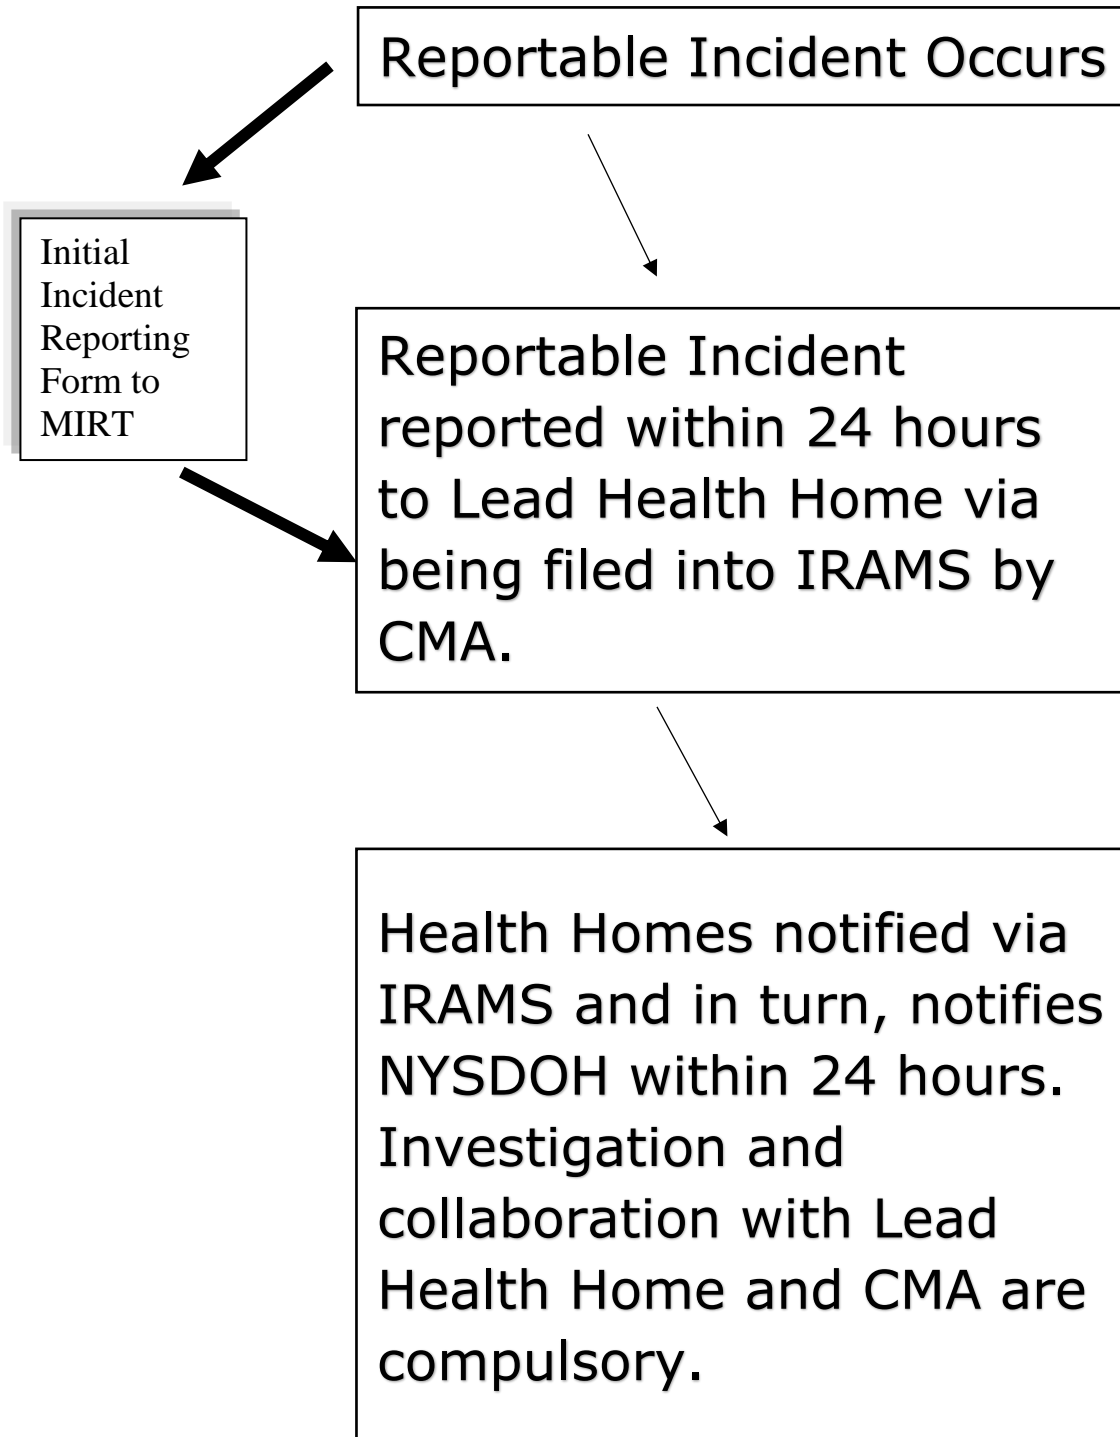 Reportable Incident Occurs
Initial
Incident
Reporting
Form to
MIRT
Reportable Incident
reported within 24 hours
to Lead Health Home via
being filed into IRAMS by
CMA.
Health Homes notified via
IRAMS and in turn, notifies
NYSDOH within 24 hours.
Investigation and
collaboration with Lead
Health Home and CMA are
compulsory.